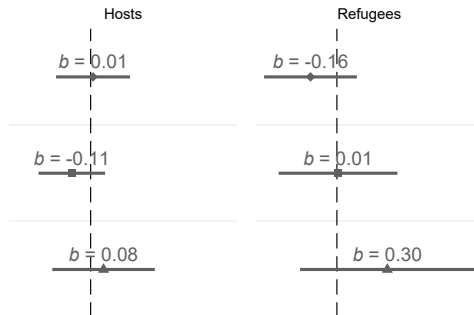 Hosts Refugees
b = 0.01 b = -0.16
b = -0.11 b = 0.01
b = 0.08 b = 0.30